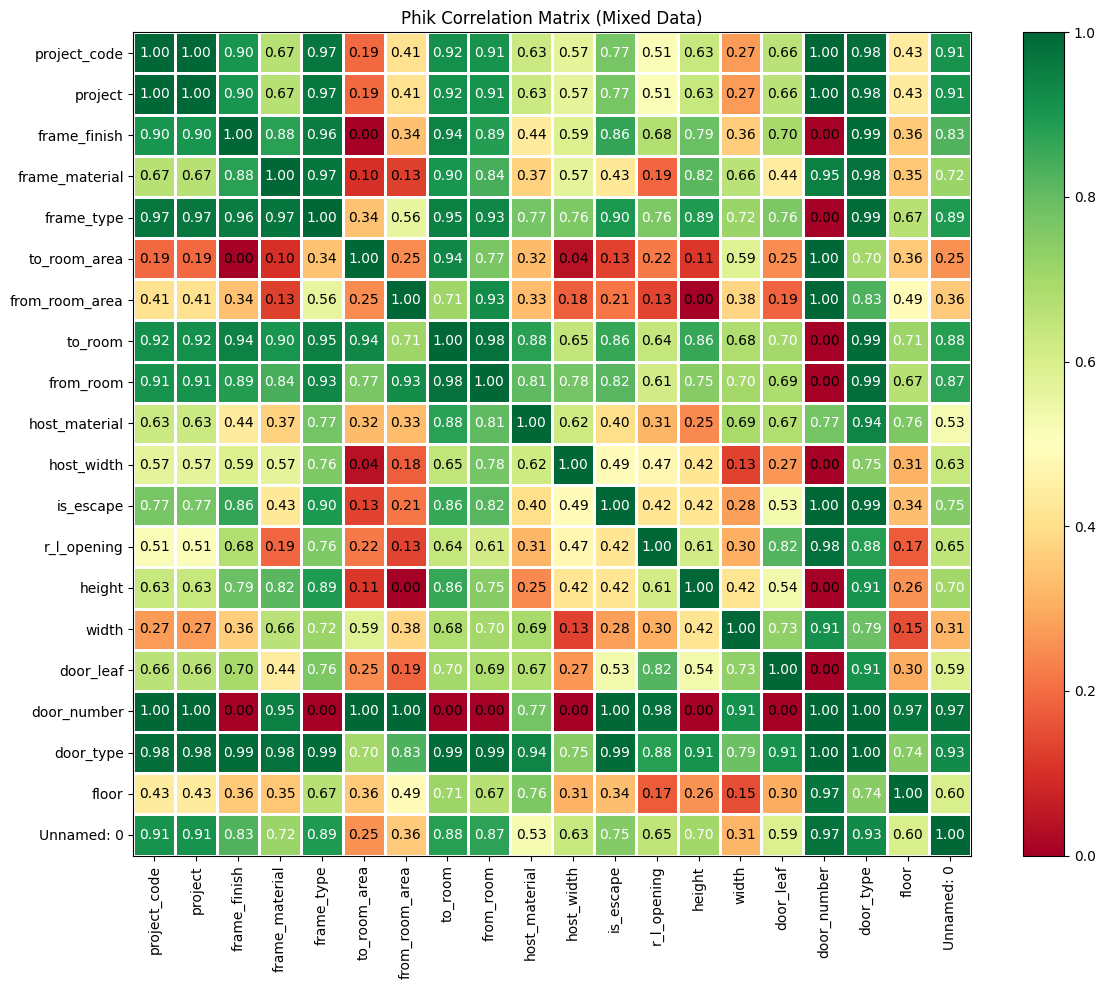 Phik Correlation Matrix (Mixed Data)
project_code 1.00 1.00 0.90 0.67 0.97 0.19 0.41 0.92 0.91 0.63 0.57 0.77 0.51 0.63 0.27 0.66 1.00 0.98 0.43 0.91
project 1.00 1.00 0.90 0.67 0.97 0.19 0.41 0.92 0.91 0.63 0.57 0.77 0.51 0.63 0.27 0.66 1.00 0.98 0.43 0.91
frame_finish 0.90 0.90 1.00 0.88 0.96 0.00 0.34 0.94 0.89 0.44 0.59 0.86 0.68 0.79 0.36 0.70 0.00 0.99 0.36 0.83
frame_material 0.67 0.67 0.88 1.00 0.97 0.10 0.13 0.90 0.84 0.37 0.57 0.43 0.19 0.82 0.66 0.44 0.95 0.98 0.35 0.72
frame_type 0.97 0.97 0.96 0.97 1.00 0.34 0.56 0.95 0.93 0.77 0.76 0.90 0.76 0.89 0.72 0.76 0.00 0.99 0.67 0.89
to_room_area 0.19 0.19 0.00 0.10 0.34 1.00 0.25 0.94 0.77 0.32 0.04 0.13 0.22 0.11 0.59 0.25 1.00 0.70 0.36 0.25
from_room_area 0.41 0.41 0.34 0.13 0.56 0.25 1.00 0.71 0.93 0.33 0.18 0.21 0.13 0.00 0.38 0.19 1.00 0.83 0.49 0.36
to_room 0.92 0.92 0.94 0.90 0.95 0.94 0.71 1.00 0.98 0.88 0.65 0.86 0.64 0.86 0.68 0.70 0.00 0.99 0.71 0.88
from_room 0.91 0.91 0.89 0.84 0.93 0.77 0.93 0.98 1.00 0.81 0.78 0.82 0.61 0.75 0.70 0.69 0.00 0.99 0.67 0.87
host_material 0.63 0.63 0.44 0.37 0.77 0.32 0.33 0.88 0.81 1.00 0.62 0.40 0.31 0.25 0.69 0.67 0.77 0.94 0.76 0.53
host_width 0.57 0.57 0.59 0.57 0.76 0.04 0.18 0.65 0.78 0.62 1.00 0.49 0.47 0.42 0.13 0.27 0.00 0.75 0.31 0.63
is_escape 0.77 0.77 0.86 0.43 0.90 0.13 0.21 0.86 0.82 0.40 0.49 1.00 0.42 0.42 0.28 0.53 1.00 0.99 0.34 0.75
r_l_opening 0.51 0.51 0.68 0.19 0.76 0.22 0.13 0.64 0.61 0.31 0.47 0.42 1.00 0.61 0.30 0.82 0.98 0.88 0.17 0.65
height 0.63 0.63 0.79 0.82 0.89 0.11 0.00 0.86 0.75 0.25 0.42 0.42 0.61 1.00 0.42 0.54 0.00 0.91 0.26 0.70
width 0.27 0.27 0.36 0.66 0.72 0.59 0.38 0.68 0.70 0.69 0.13 0.28 0.30 0.42 1.00 0.73 0.91 0.79 0.15 0.31
door_leaf 0.66 0.66 0.70 0.44 0.76 0.25 0.19 0.70 0.69 0.67 0.27 0.53 0.82 0.54 0.73 1.00 0.00 0.91 0.30 0.59
door_number 1.00 1.00 0.00 0.95 0.00 1.00 1.00 0.00 0.00 0.77 0.00 1.00 0.98 0.00 0.91 0.00 1.00 1.00 0.97 0.97
door_type 0.98 0.98 0.99 0.98 0.99 0.70 0.83 0.99 0.99 0.94 0.75 0.99 0.88 0.91 0.79 0.91 1.00 1.00 0.74 0.93
floor 0.43 0.43 0.36 0.35 0.67 0.36 0.49 0.71 0.67 0.76 0.31 0.34 0.17 0.26 0.15 0.30 0.97 0.74 1.00 0.60
Unnamed: 0 0.91 0.91 0.83 0.72 0.89 0.25 0.36 0.88 0.87 0.53 0.63 0.75 0.65 0.70 0.31 0.59 0.97 0.93 0.60 1.00
project_code
project
frame_finish
frame_material
frame_type
to_room_area
from_room_area
to_room
from_room
host_material
host_width
is_escape
r_l_opening
height
width
door_leaf
door_number
door_type
floor
Unnamed: 0
1.0
0.8
0.6
0.4
0.2
0.0